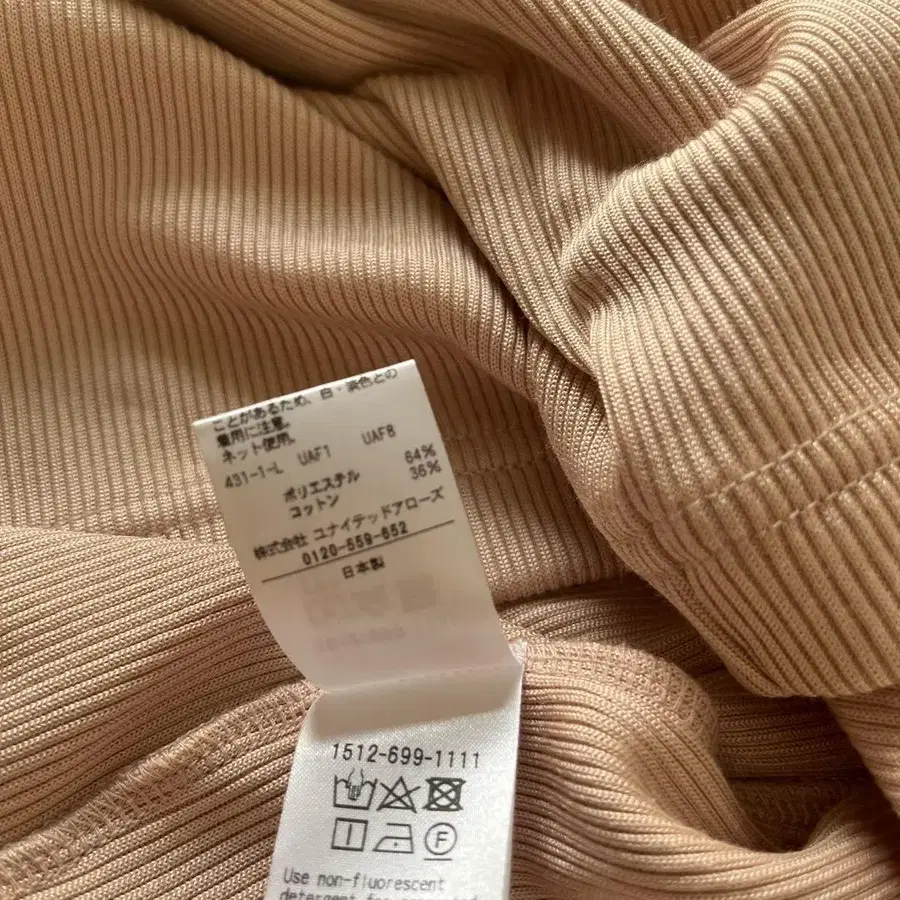 ことがあるため、白・淡色との
着用に注意。
ネット使用。
431-1-L UAF1 UAF8
ポリエステル 64%
コットン 36%
株式会社 ユナイテッドアローズ
0120-559-652
日本製
1512-699-1111
F
Use non-fluorescent
detergent for